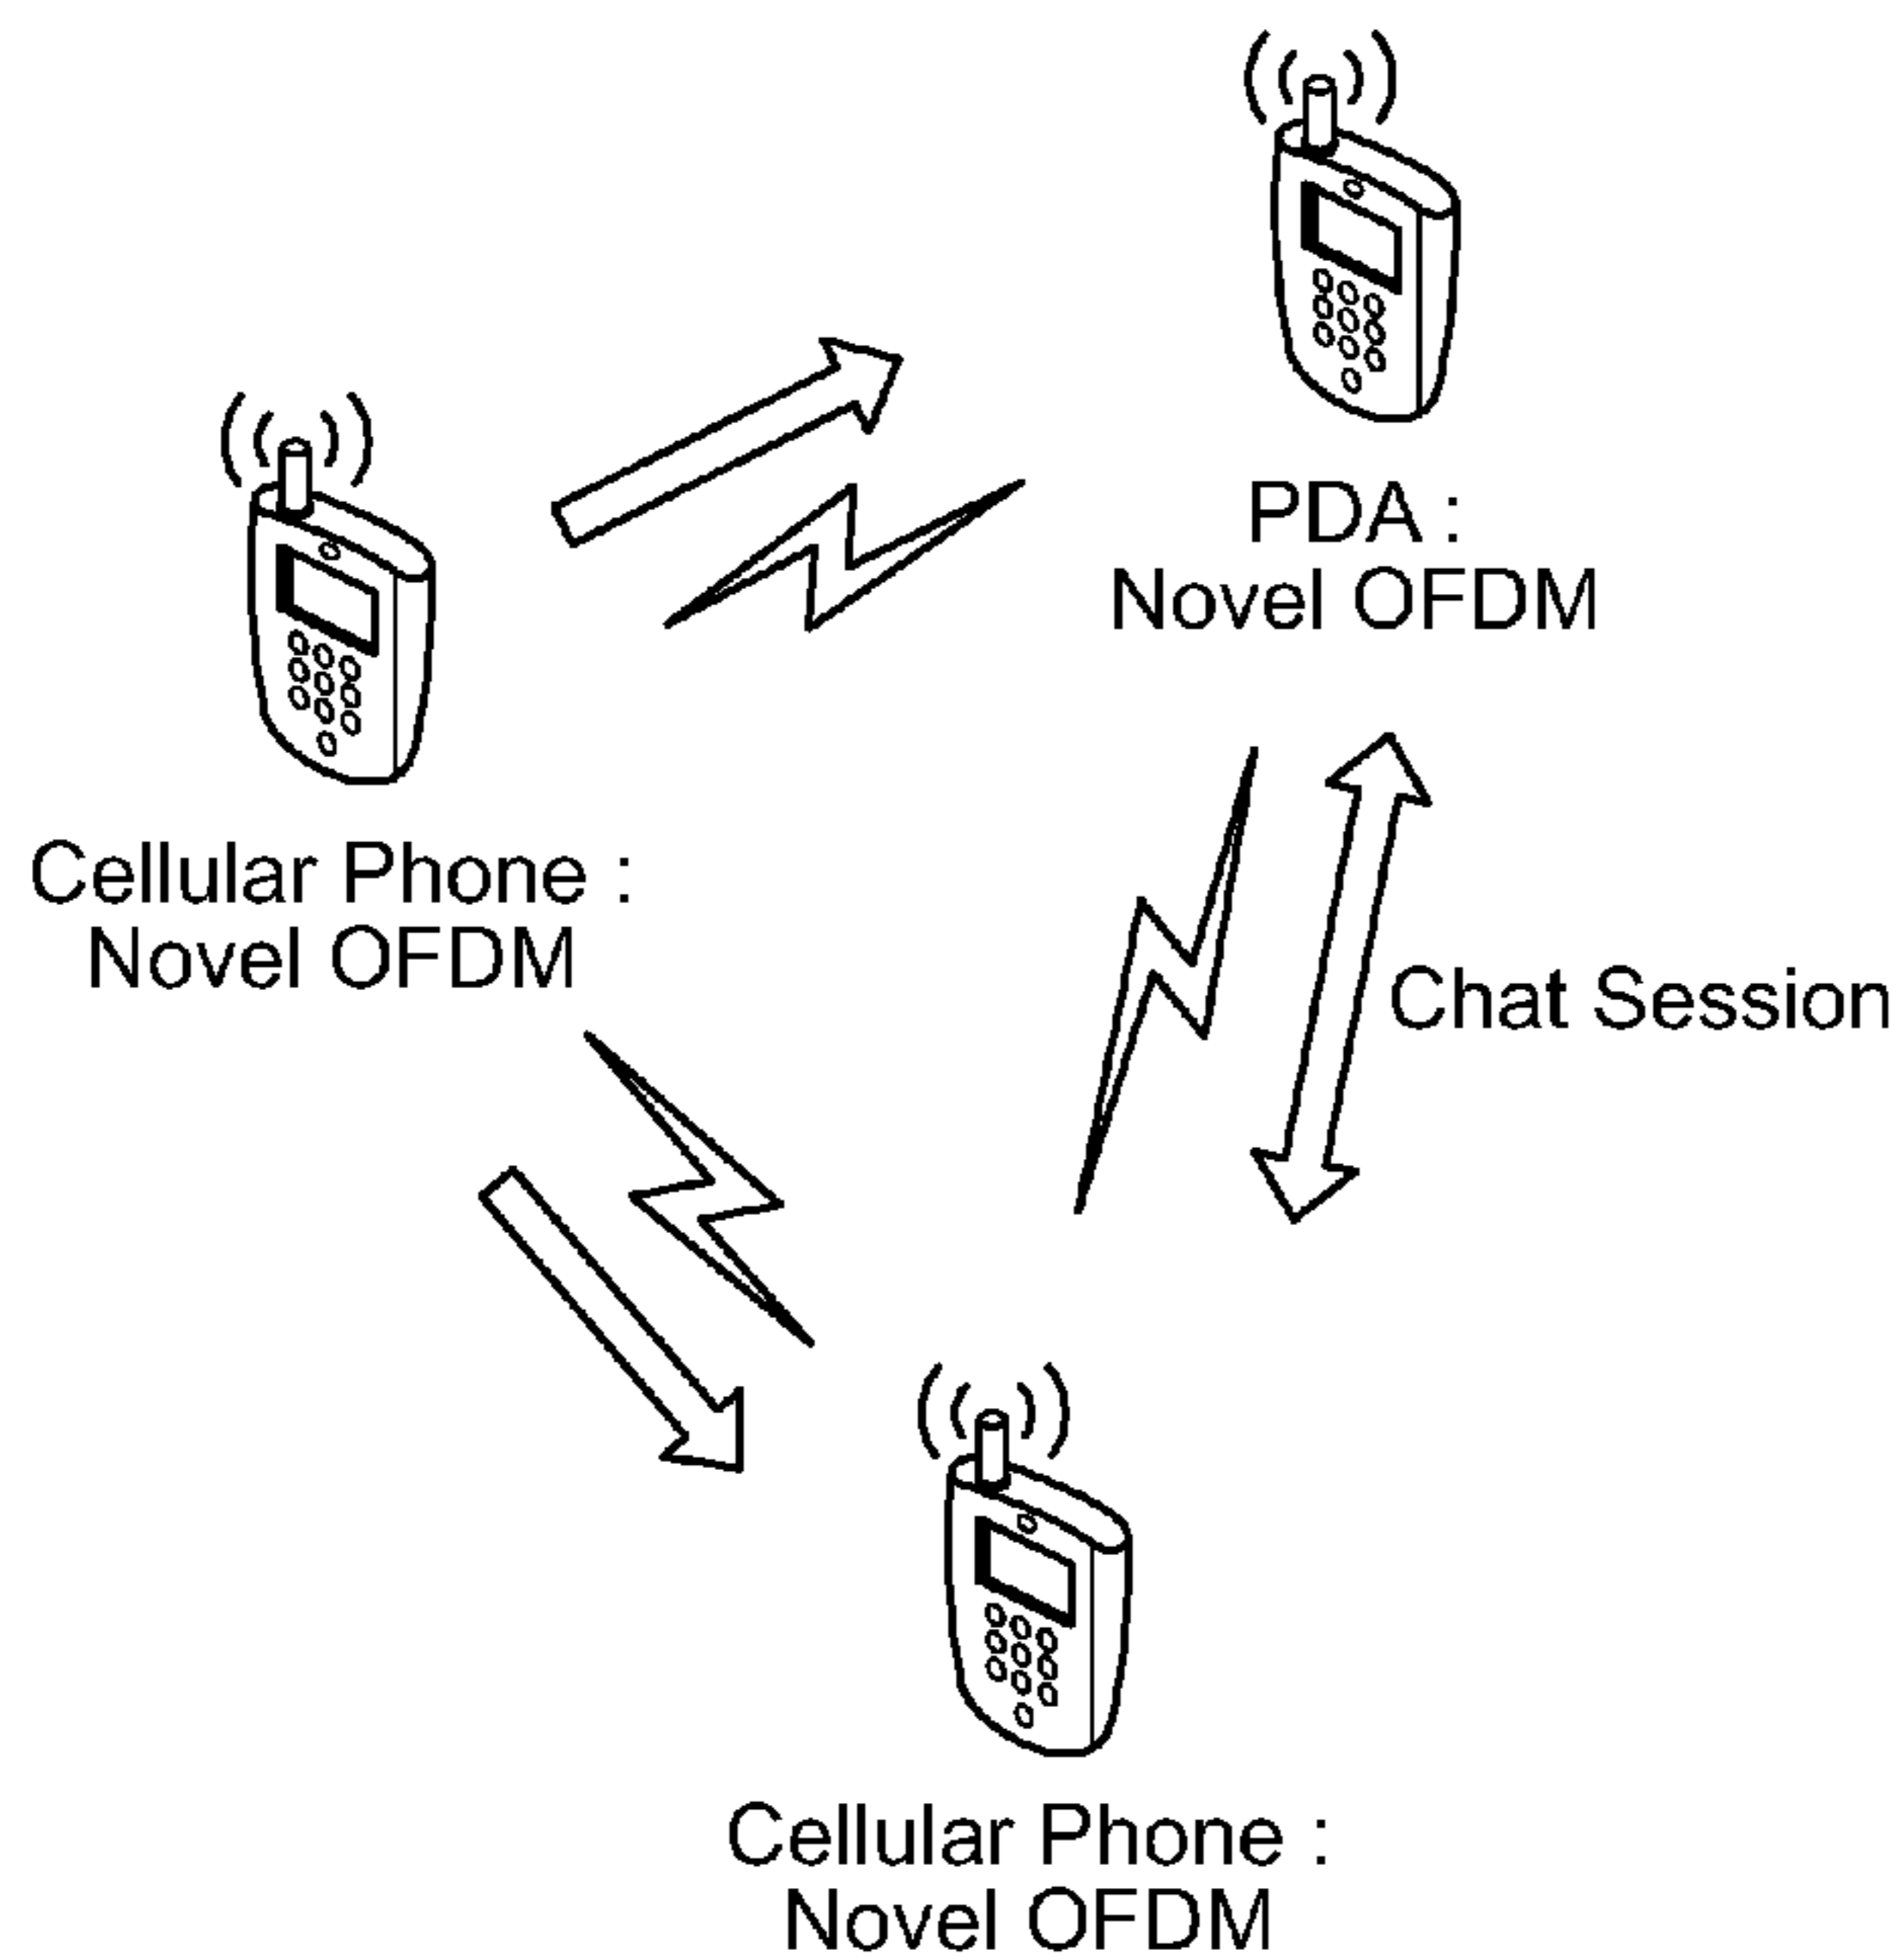 PDA :
Novel OFDM
Cellular Phone :
Novel OFDM
Chat Session
Cellular Phone :
Novel OFDM